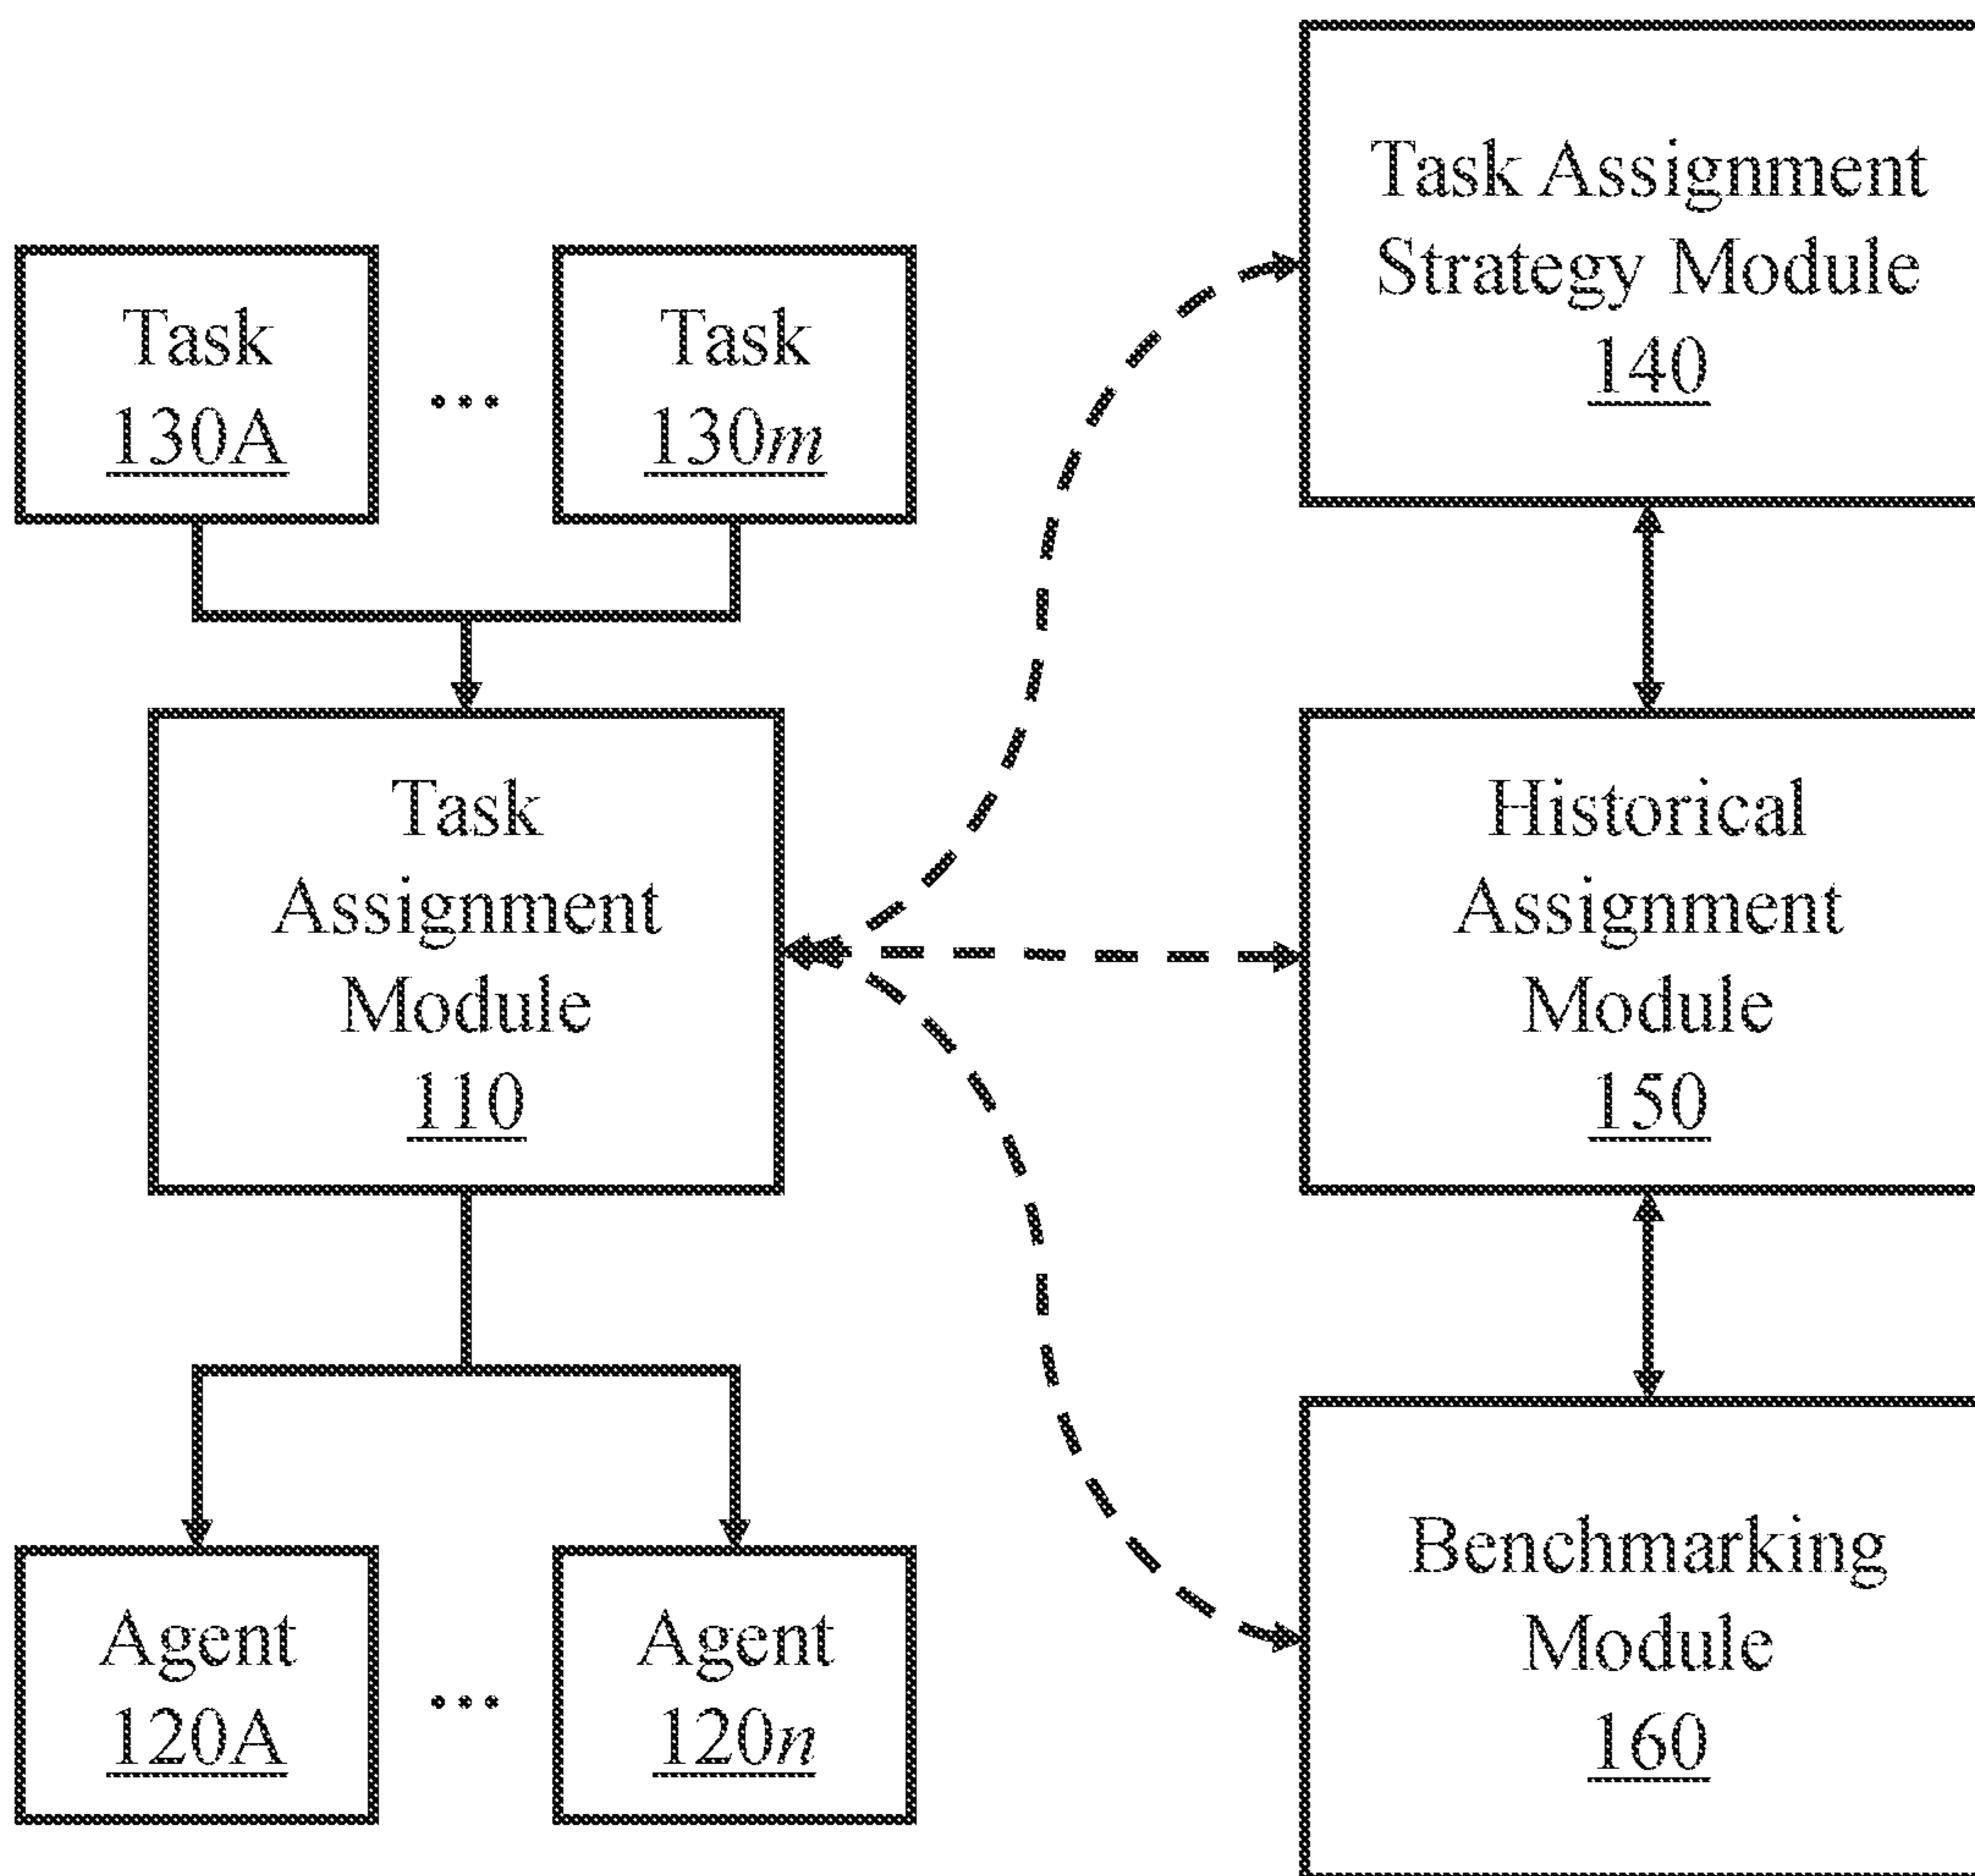 Task
130A
...
Task
130m
Task Assignment
Strategy Module
140
Task
Assignment
Module
110
Historical
Assignment
Module
150
Agent
120A
...
Agent
120n
Benchmarking
Module
160